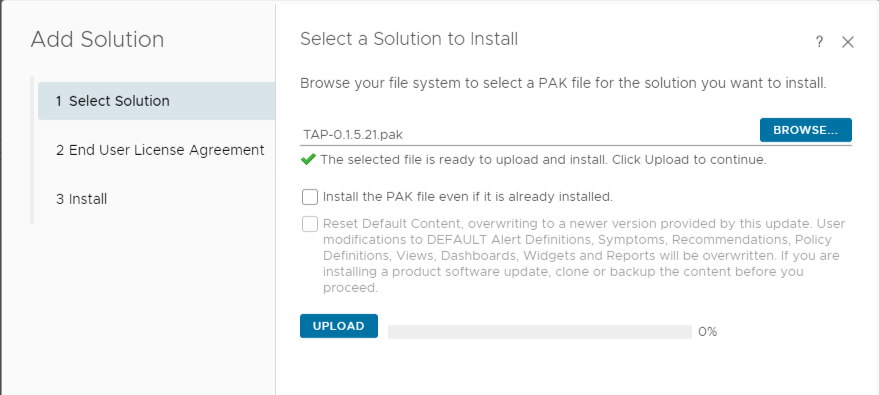 Add Solution
1 Select Solution
2 End User License Agreement
3 Install
Select a Solution to Install
?
Browse your file system to select a PAK file for the solution you want to install.
TAP-0.1.5.21.pak
BROWSE...
The selected file is ready to upload and install. Click Upload to continue.
Install the PAK file even if it is already installed.
Reset Default Content, overwriting to a newer version provided by this update. User
modifications to DEFAULT Alert Definitions, Symptoms, Recommendations, Policy
Definitions, Views, Dashboards, Widgets and Reports will be overwritten. If you are
installing a product software update, clone or backup the content before you
proceed.
UPLOAD
0%